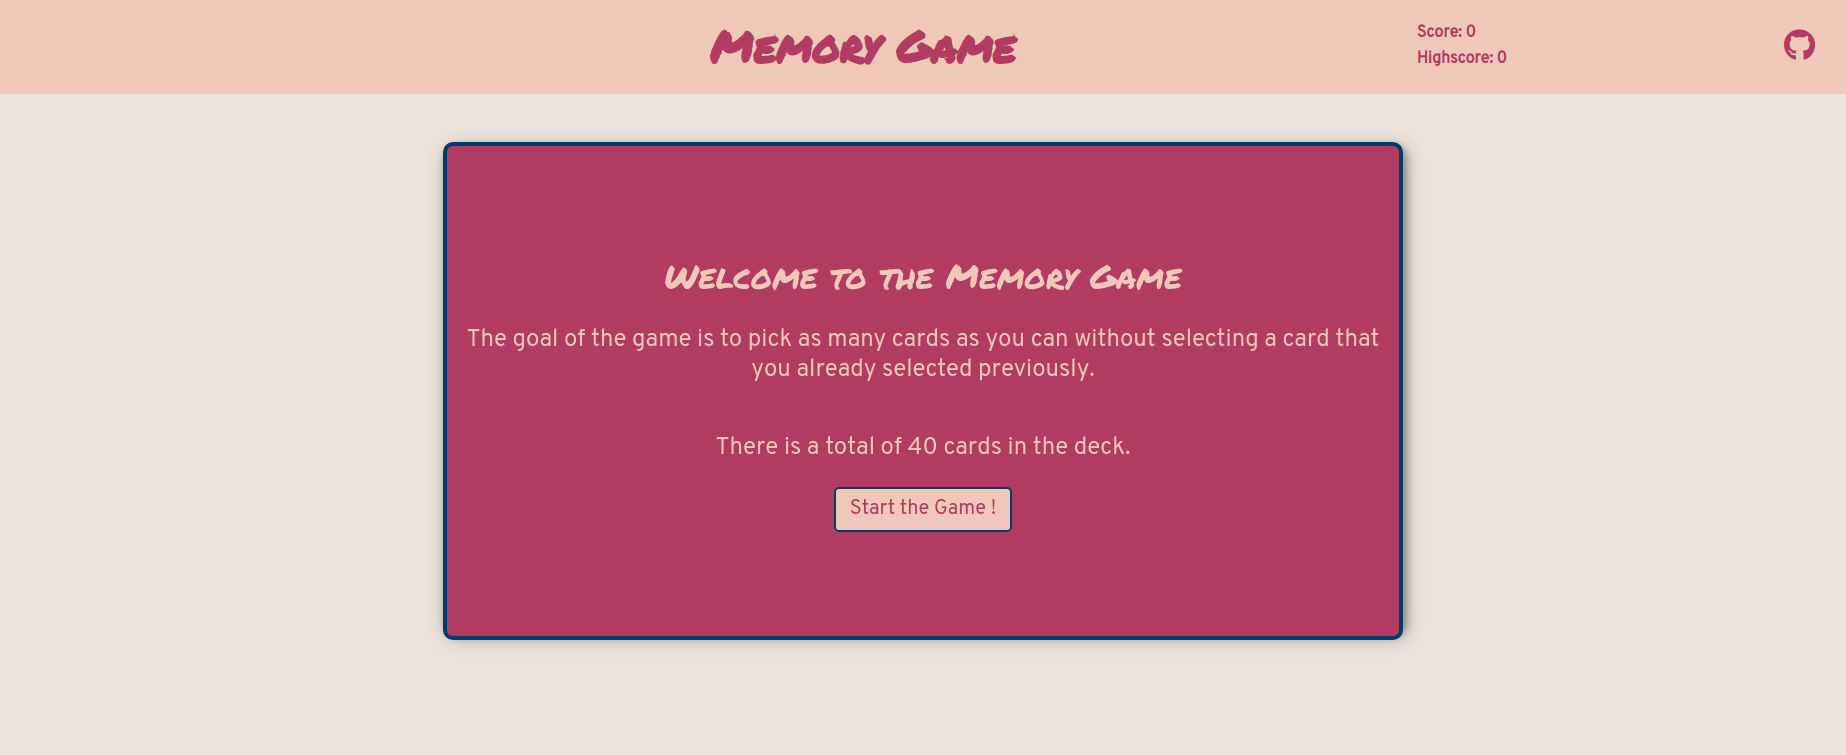 Memory Game
Score: 0
Highscore: 0
Welcome to the Memory Game
The goal of the game is to pick as many cards as you can without selecting a card that
you already selected previously.
There is a total of 40 cards in the deck.
Start the Game !